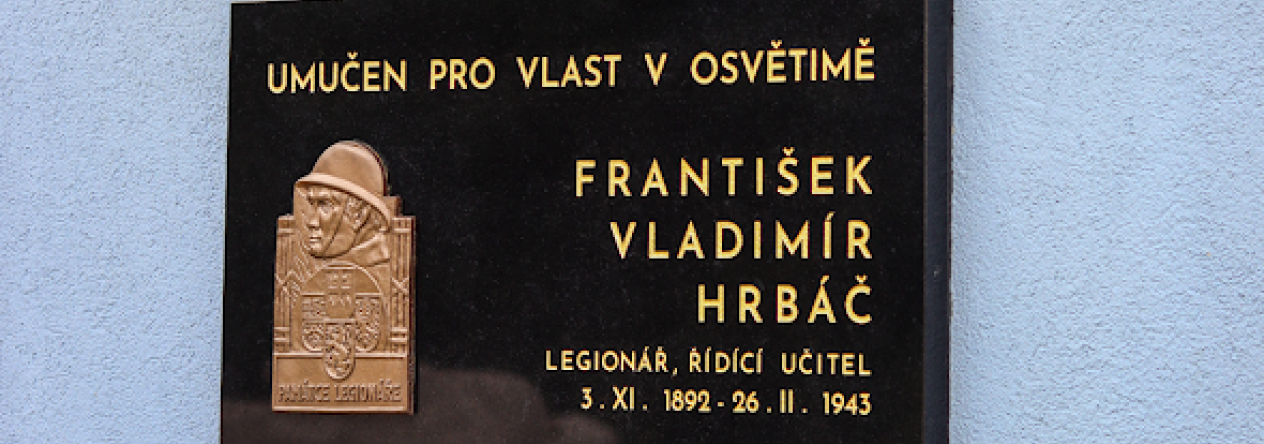 UMUČEN PRO VLAST V OSVĚTIMĚ
FRANTIŠEK
VLADIMÍR
HRBÁČ
LEGIONÁŘ, ŘÍDÍCÍ UČITEL
3. XI. 1892 - 26. II. 1943
PAMÁTCE LEGIONÁŘE